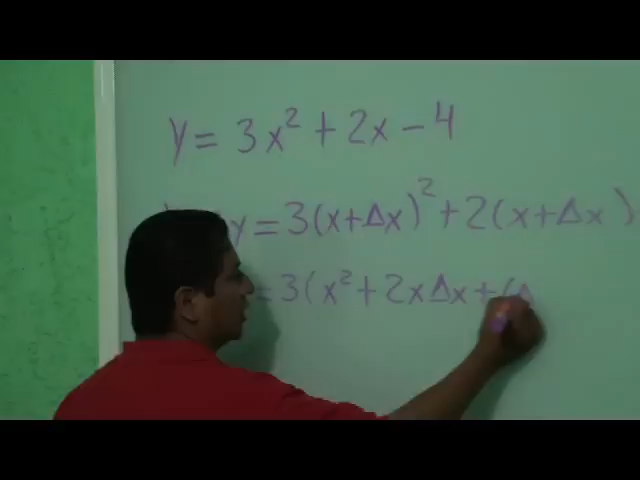 y = 3x² + 2x - 4
y = 3(x+Δx)² + 2(x+Δx)
= 3(x² + 2xΔx + (Δ